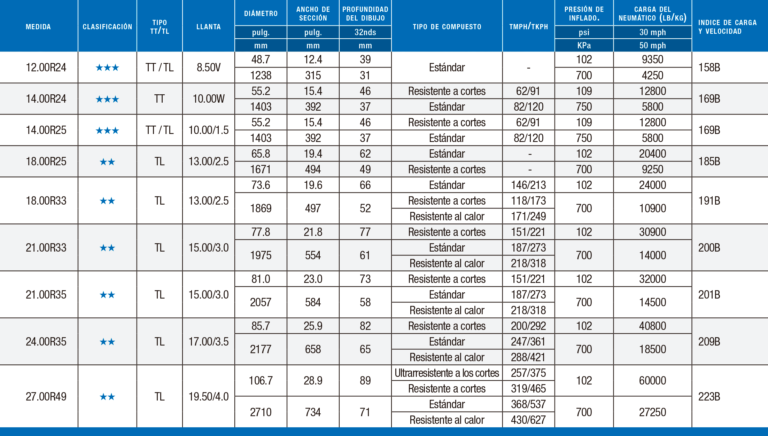 MEDIDA | CLASIFICACIÓN | TIPO TT/TL | LLANTA | DIÁMETRO | ANCHO DE SECCIÓN | PROFUNDIDAD DEL DIBUJO | TIPO DE COMPUESTO | TMPH/TKPH | PRESIÓN DE INFLADO. | CARGA DEL NEUMÁTICO (LB/KG) | INDICE DE CARGA Y VELOCIDAD
pulg. | pulg. | 32nds | psi | 30 mph
mm | mm | mm | KPa | 50 mph
12.00R24 | ★★★ | TT / TL | 8.50V | 48.7 | 12.4 | 39 | Estándar | - | 102 | 9350 | 158B
1238 | 315 | 31 | 700 | 4250
14.00R24 | ★★★ | TT | 10.00W | 55.2 | 15.4 | 46 | Resistente a cortes | 62/91 | 109 | 12800 | 169B
1403 | 392 | 37 | Estándar | 82/120 | 750 | 5800
14.00R25 | ★★★ | TT / TL | 10.00/1.5 | 55.2 | 15.4 | 46 | Resistente a cortes | 62/91 | 109 | 12800 | 169B
1403 | 392 | 37 | Estándar | 82/120 | 750 | 5800
18.00R25 | ★★ | TL | 13.00/2.5 | 65.8 | 19.4 | 62 | Estándar | - | 102 | 20400 | 185B
1671 | 494 | 49 | Resistente a cortes | - | 700 | 9250
18.00R33 | ★★ | TL | 13.00/2.5 | 73.6 | 19.6 | 66 | Estándar | 146/213 | 102 | 24000 | 191B
1869 | 497 | 52 | Resistente a cortes | 118/173 | 700 | 10900
Resistente al calor | 171/249
21.00R33 | ★★ | TL | 15.00/3.0 | 77.8 | 21.8 | 77 | Resistente a cortes | 151/221 | 102 | 30900 | 200B
1975 | 554 | 61 | Estándar | 187/273 | 700 | 14000
Resistente al calor | 218/318
21.00R35 | ★★ | TL | 15.00/3.0 | 81.0 | 23.0 | 73 | Resistente a cortes | 151/221 | 102 | 32000 | 201B
2057 | 584 | 58 | Estándar | 187/273 | 700 | 14500
Resistente al calor | 218/318
24.00R35 | ★★ | TL | 17.00/3.5 | 85.7 | 25.9 | 82 | Resistente a cortes | 200/292 | 102 | 40800 | 209B
2177 | 658 | 65 | Estándar | 247/361 | 700 | 18500
Resistente al calor | 288/421
27.00R49 | ★★ | TL | 19.50/4.0 | 106.7 | 28.9 | 89 | Ultrarresistente a los cortes | 257/375 | 102 | 60000 | 223B
Resistente a cortes | 319/465
2710 | 734 | 71 | Estándar | 368/537 | 700 | 27250
Resistente al calor | 430/627